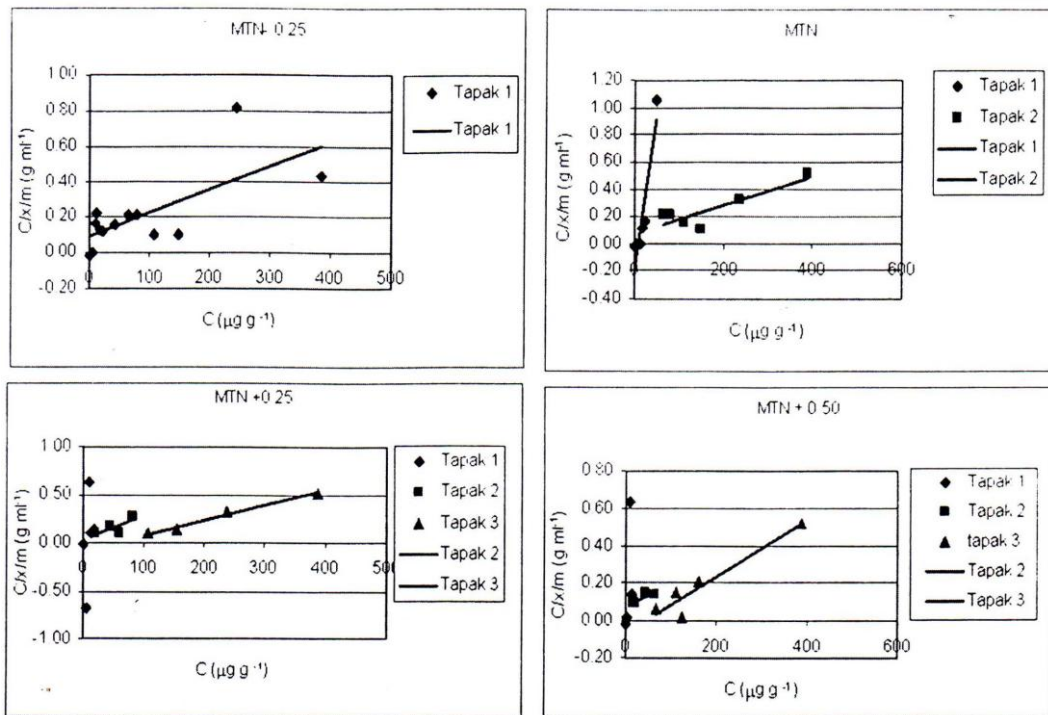 MTN- 0.25
C/x/m ( g ml⁻¹)
1.00
0.80
0.60
0.40
0.20
0.00
-0.20
0 100 200 300 400 500
C (µg g⁻¹)
Tapak 1
Tapak 1
MTN
C/x/m ( g ml⁻¹)
1.20
1.00
0.80
0.60
0.40
0.20
0.00
-0.20
-0.40
0 200 400 600
C (µg g⁻¹)
Tapak 1
Tapak 2
Tapak 1
Tapak 2
MTN +0.25
C/x/m ( g ml⁻¹)
1.00
0.50
0.00
-0.50
-1.00
0 100 200 300 400 500
C (µg g⁻¹)
Tapak 1
Tapak 2
Tapak 3
Tapak 2
Tapak 3
MTN + 0.50
C/x/m ( g ml⁻¹)
0.80
0.60
0.40
0.20
0.00
-0.20
0 200 400 600
C (µg g⁻¹)
Tapak 1
Tapak 2
tapak 3
Tapak 2
Tapak 3